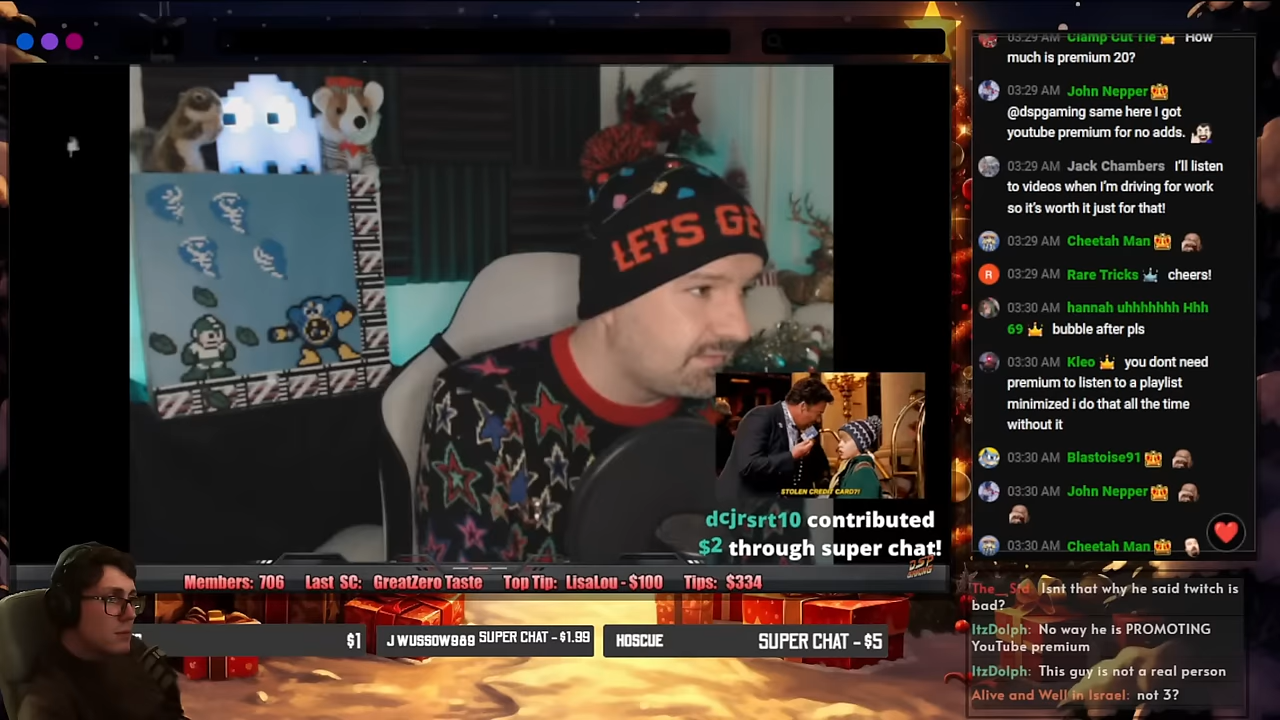 03:29 AM Clamp Cut Tie How
much is premium 20?
03:29 AM John Nepper
@dspgaming same here I got
youtube premium for no adds.
03:29 AM Jack Chambers I'll listen
to videos when I'm driving for work
so it's worth it just for that!
03:29 AM Cheetah Man
R 03:29 AM Rare Tricks cheers!
03:30 AM hannah uhhhhhhh Hhh
69 bubble after pls
03:30 AM Kleo you dont need
premium to listen to a playlist
minimized i do that all the time
without it
03:30 AM Blastoise91
03:30 AM John Nepper
03:30 AM Cheetah Man
LETS GE
STOLEN CREDIT CARD?!
dcjrsrt10 contributed
$2 through super chat!
DSP
GAMING
Members: 706 Last SC: GreatZero Taste Top Tip: LisaLou - $100 Tips: $334
$1 J WUSSOW989 SUPER CHAT - $1.99 HOSCUE SUPER CHAT - $5
The__Std Isnt that why he said twitch is
bad?
ItzDolph: No way he is PROMOTING
YouTube premium
ItzDolph: This guy is not a real person
Alive and Well in Israel: not 3?